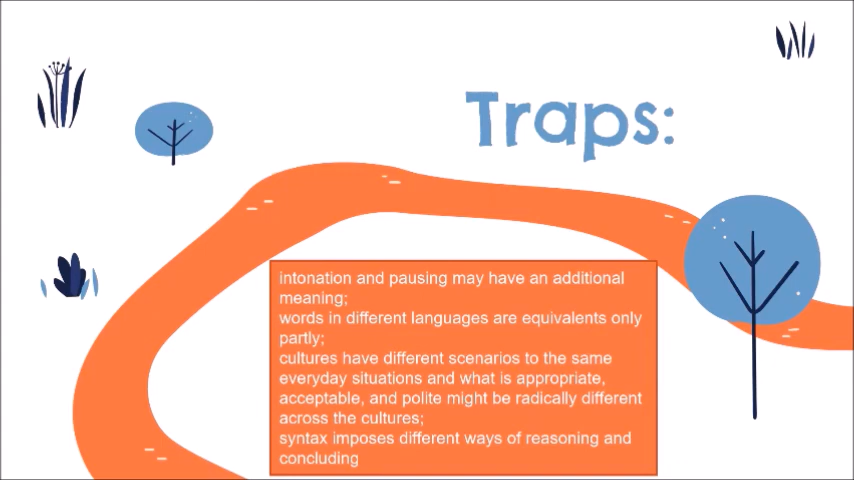 Traps:
intonation and pausing may have an additional
meaning;
words in different languages are equivalents only
partly;
cultures have different scenarios to the same
everyday situations and what is appropriate,
acceptable, and polite might be radically different
across the cultures;
syntax imposes different ways of reasoning and
concluding